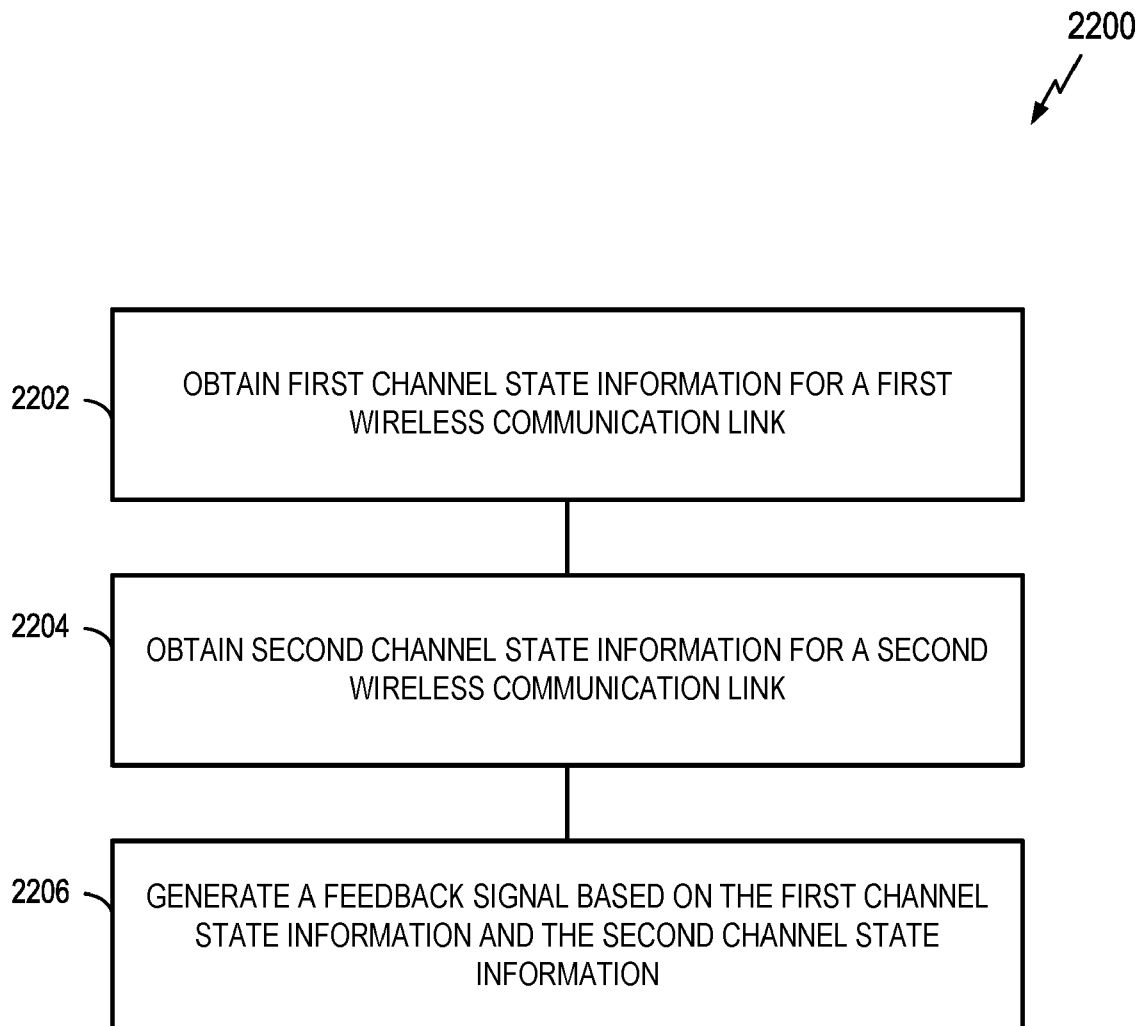 2200
2202
OBTAIN FIRST CHANNEL STATE INFORMATION FOR A FIRST
WIRELESS COMMUNICATION LINK
2204
OBTAIN SECOND CHANNEL STATE INFORMATION FOR A SECOND
WIRELESS COMMUNICATION LINK
2206
GENERATE A FEEDBACK SIGNAL BASED ON THE FIRST CHANNEL
STATE INFORMATION AND THE SECOND CHANNEL STATE
INFORMATION